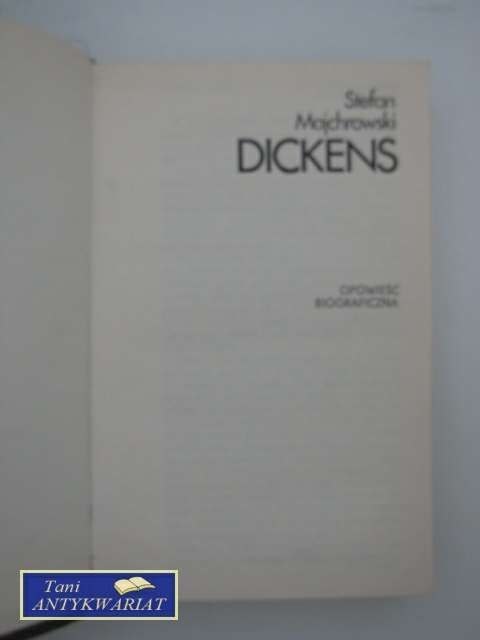 Stefan
Majchrowski
DICKENS
OPOWIEŚĆ
BIOGRAFICZNA
Tani
ANTYKWARIAT